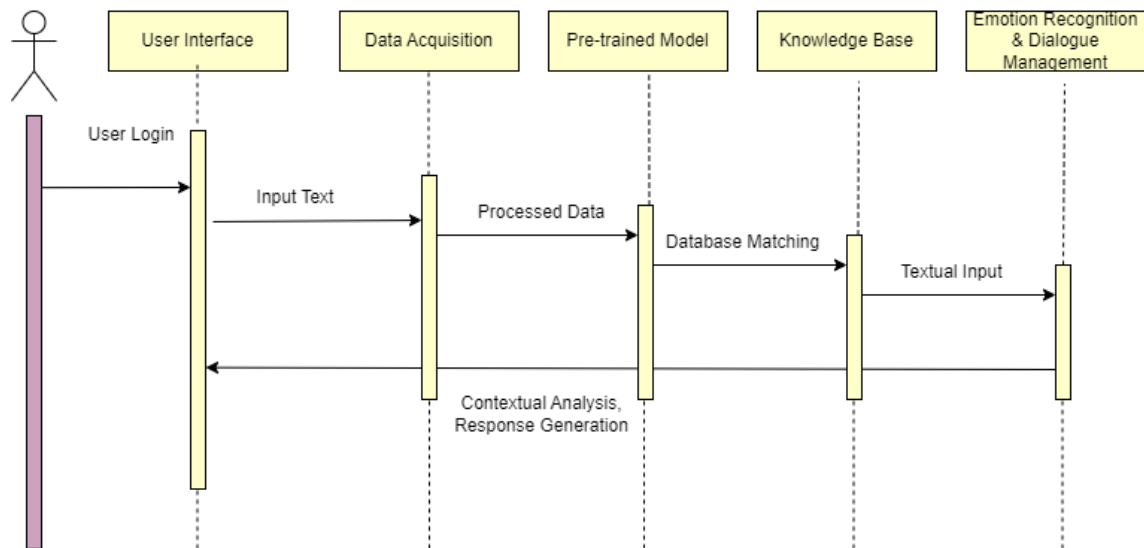 User Interface
Data Acquisition
Pre-trained Model
Knowledge Base
Emotion Recognition
& Dialogue
Management
User Login
Input Text
Processed Data
Database Matching
Textual Input
Contextual Analysis,
Response Generation